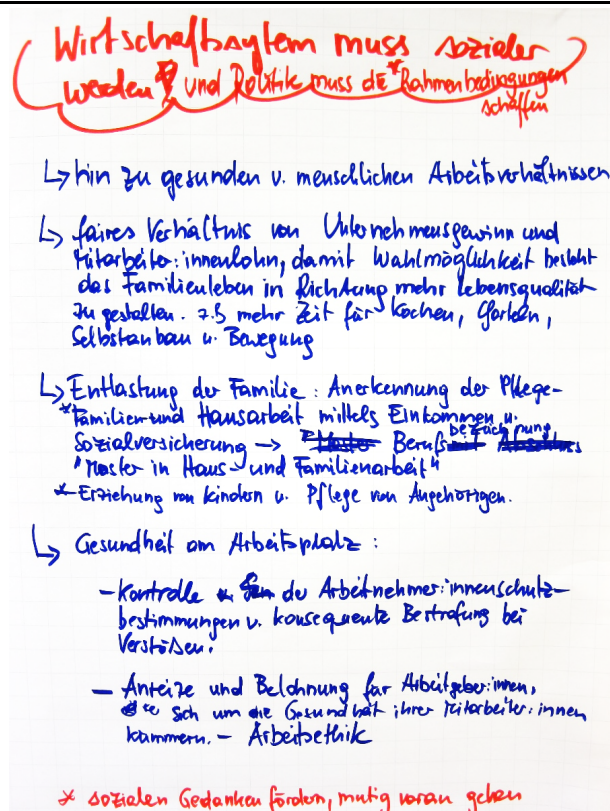 Wirtschaftsytem muss sozialer
werden und Politik muss die * Rahmenbedingungen
schaffen
↳ hin zu gesunden u. menschlichen Arbeitsverhältnissen
↳ faires Verhältnis von Unternehmensgewinn und
Mitarbeiter:innenlohn, damit Wahlmöglichkeit besteht
das Familienleben in Richtung mehr Lebensqualität
zu gestalten. z.B mehr Zeit für Kochen, Garteln,
Selbstanbau u. Bewegung
↳ Entlastung der Familie: Anerkennung der Pflege-
*Familien- und Hausarbeit mittels Einkommen u.
Sozialversicherung → Berufsbezeichnung
"Master in Haus- und Familienarbeit"
* Erziehung von Kindern u. Pflege von Angehörigen.
↳ Gesundheit am Arbeitsplatz:
- Kontrolle der Arbeitnehmer:innenschutz-
bestimmungen u. konsequente Bestrafung bei
Verstößen.
- Anreize und Belohnung für Arbeitgeber:innen,
die sich um die Gesundheit ihrer Mitarbeiter:innen
kümmern. - Arbeitsethik
* sozialen Gedanken fördern, mutig voran gehen